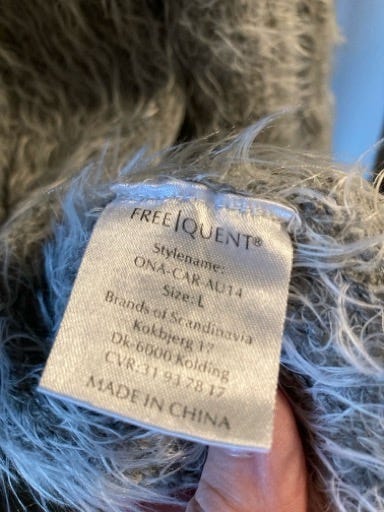 FREE|QUENT®
Stylename:
ONA-CAR-AU14
Size: L
Brands of Scandinavia
Kokbjerg 17
Dk-6000 Kolding
CVR:31 93 78 17
MADE IN CHINA